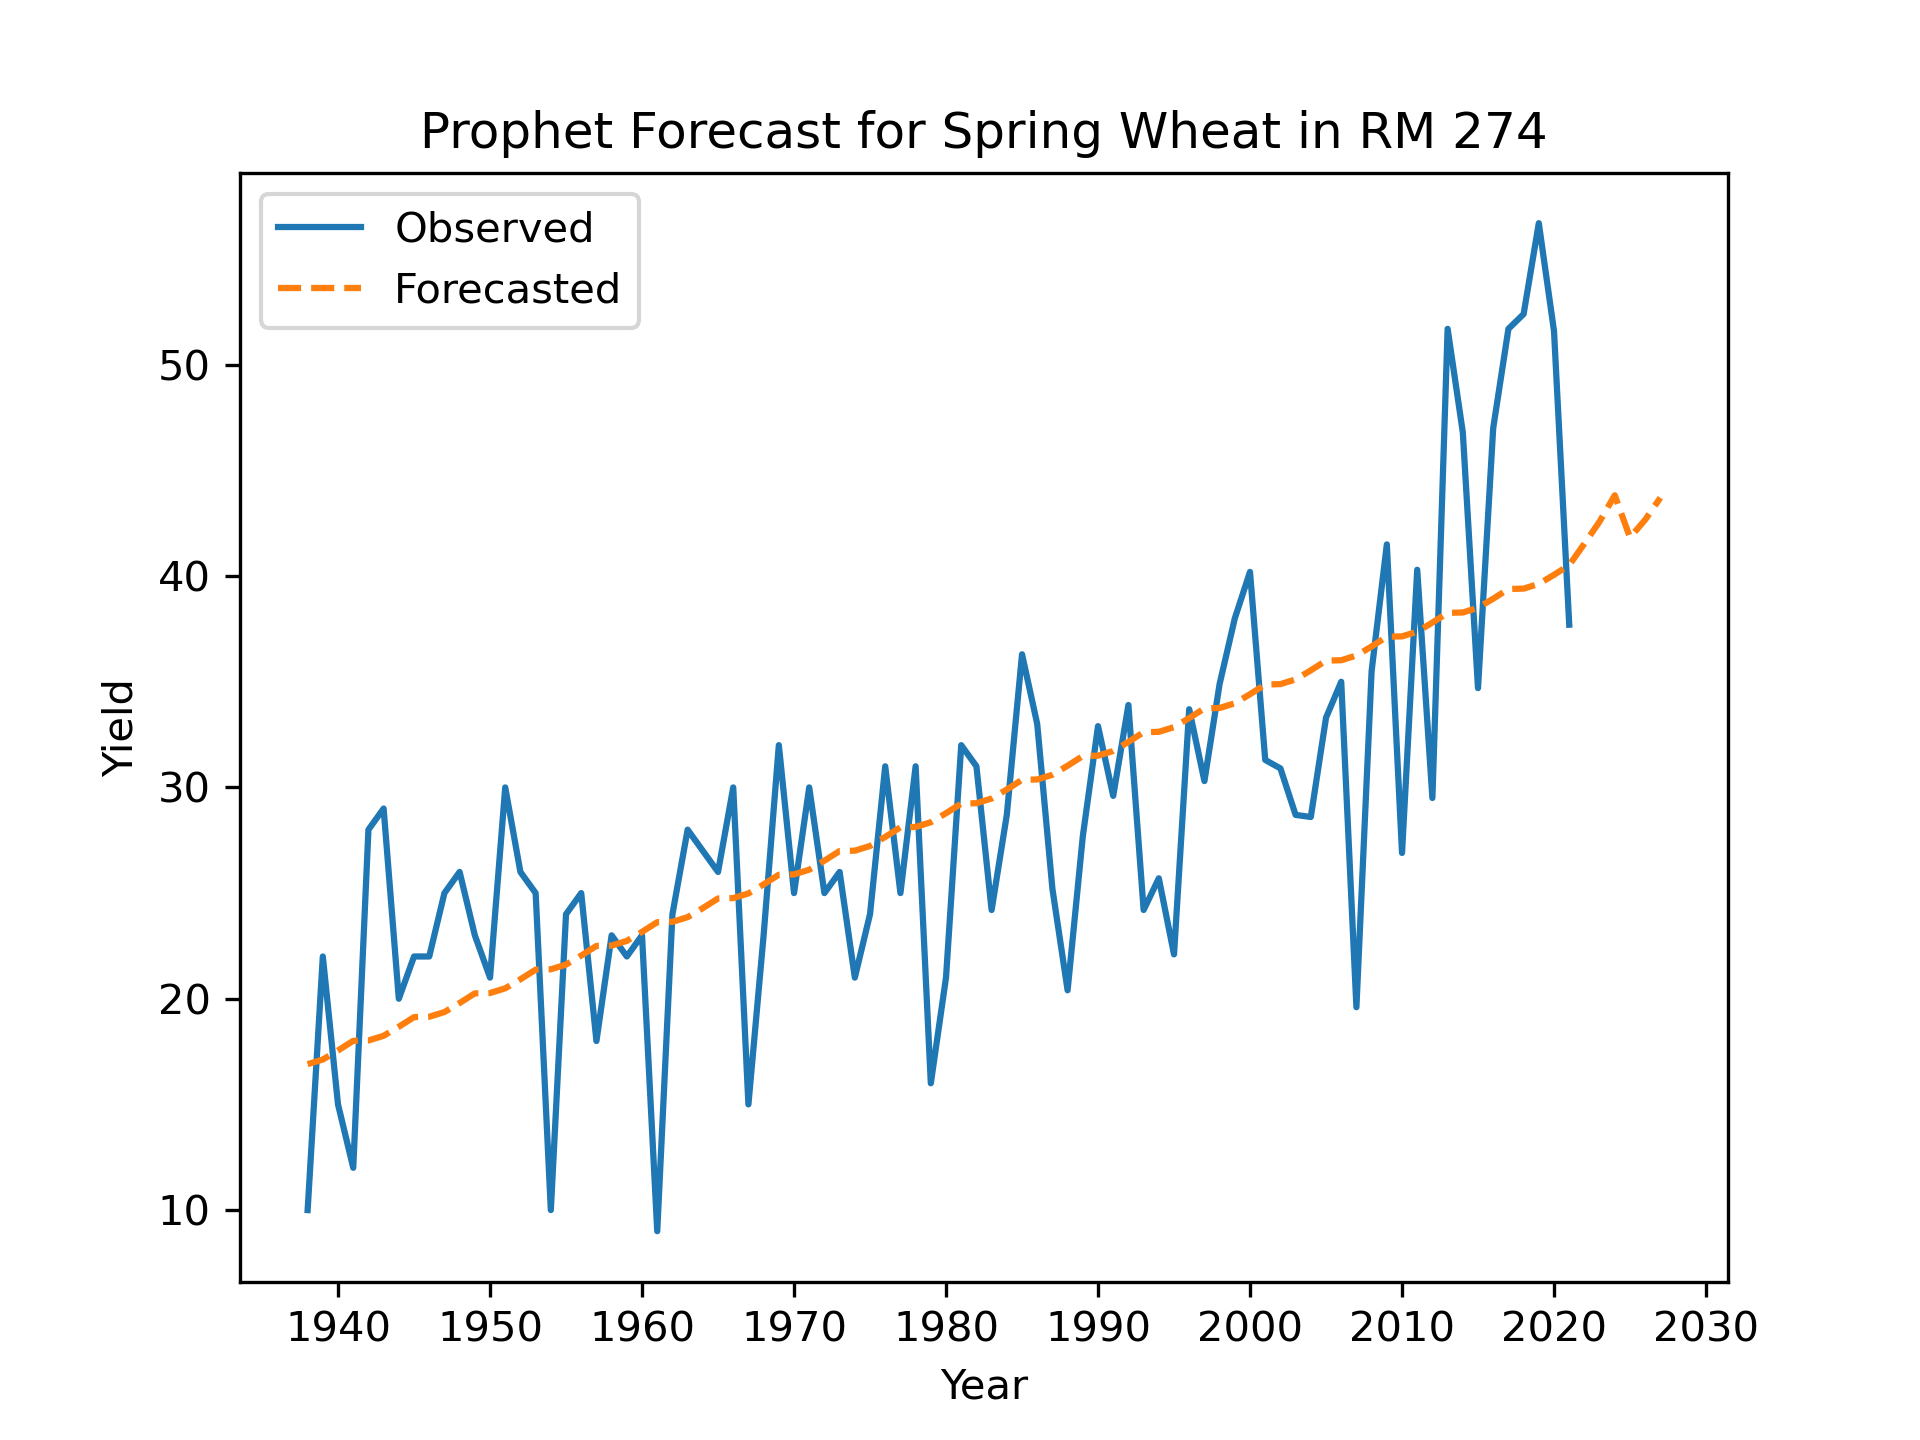 Prophet Forecast for Spring Wheat in RM 274
Observed
Forecasted
50
40
30
20
10
Yield
1940 1950 1960 1970 1980 1990 2000 2010 2020 2030
Year